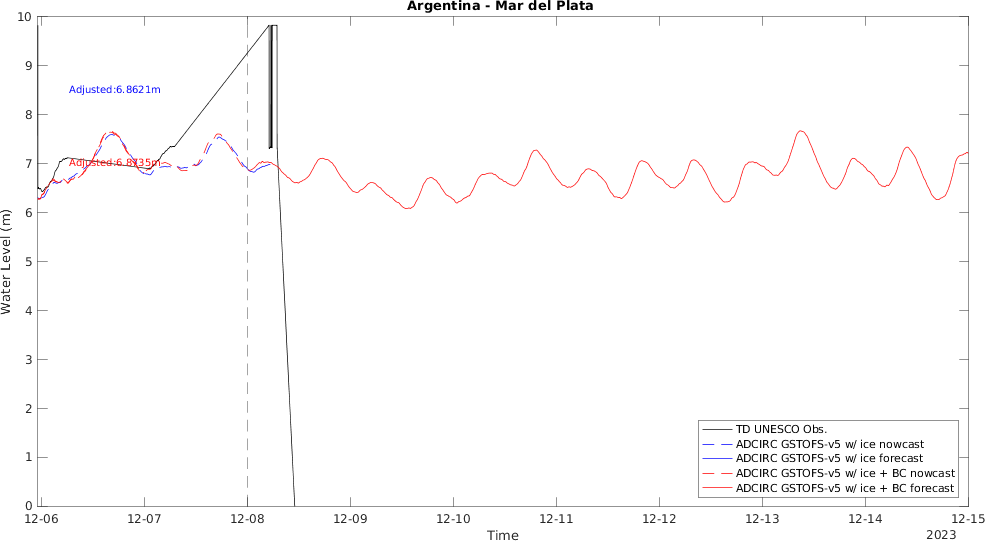 Argentina - Mar del Plata
10
9
8
7
6
5
4
3
2
1
0
Water Level (m)
Adjusted:6.8621m
Adjusted:6.8735m
TD UNESCO Obs.
ADCIRC GSTOFS-v5 w/ ice nowcast
ADCIRC GSTOFS-v5 w/ ice forecast
ADCIRC GSTOFS-v5 w/ ice + BC nowcast
ADCIRC GSTOFS-v5 w/ ice + BC forecast
12-06 12-07 12-08 12-09 12-10 12-11 12-12 12-13 12-14 12-15
Time
2023